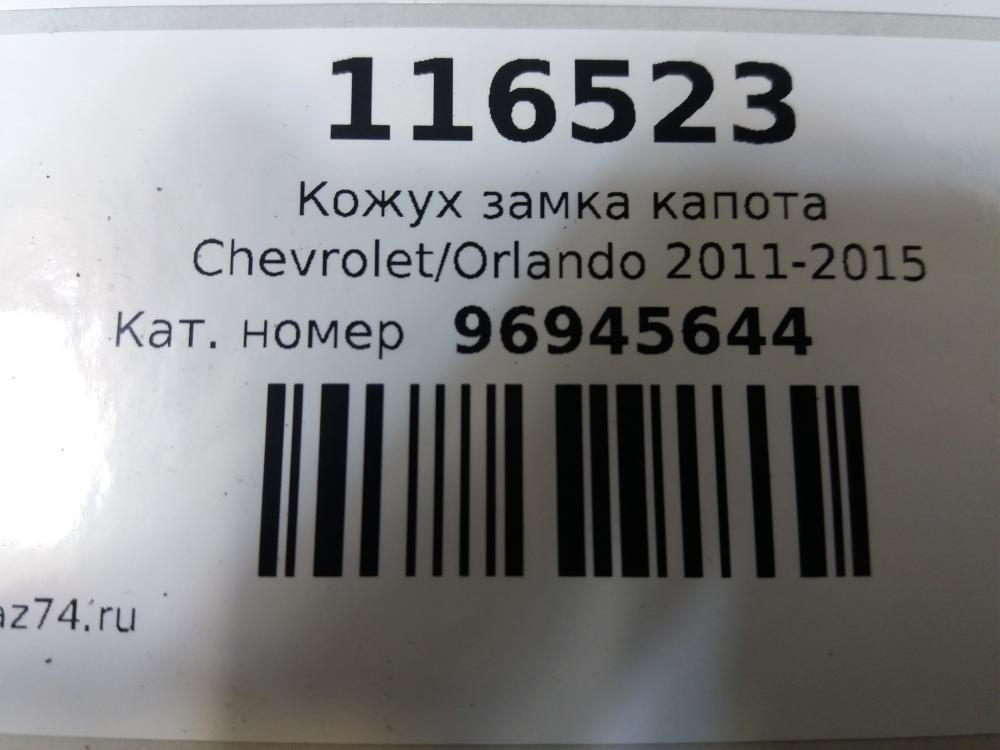 116523
Кожух замка капота
Chevrolet/Orlando 2011-2015
Кат. номер 96945644
az74.ru